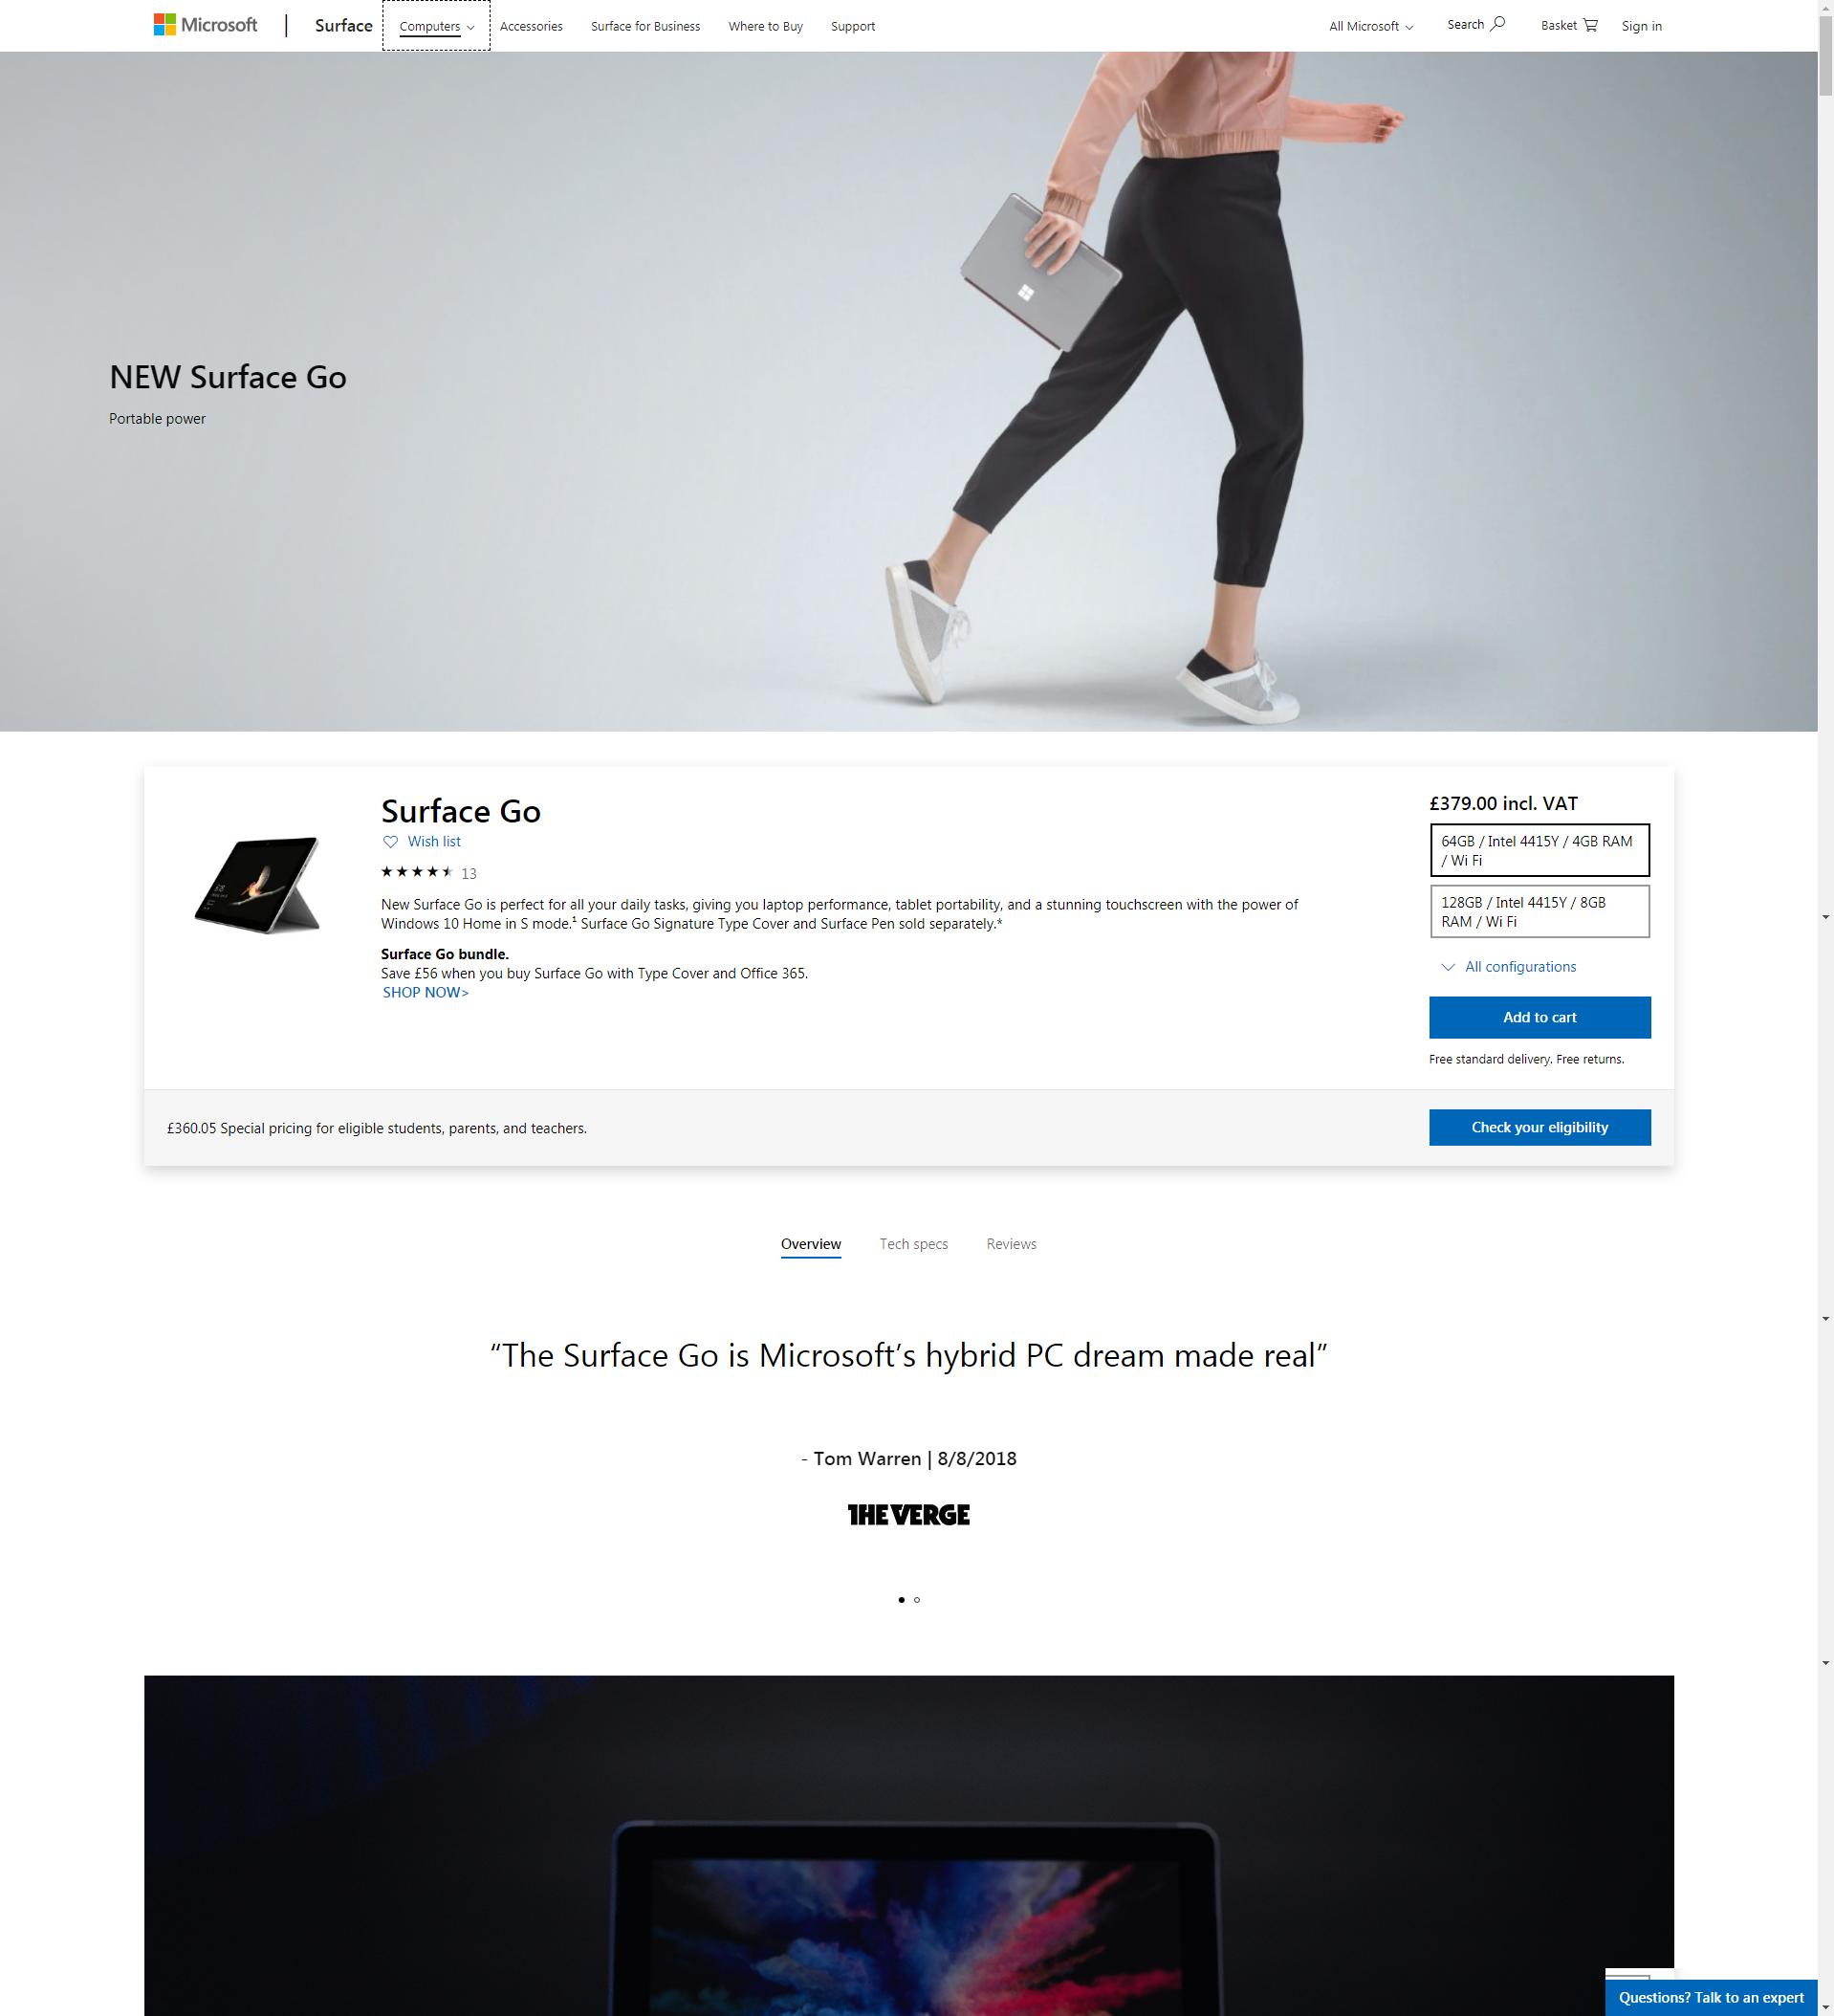 Microsoft
Surface
Computers
Accessories
Surface for Business
Where to Buy
Support
All Microsoft
Search
Basket
Sign in
NEW Surface Go
Portable power
Surface Go
Wish list
13
New Surface Go is perfect for all your daily tasks, giving you laptop performance, tablet portability, and a stunning touchscreen with the power of
Windows 10 Home in S mode.¹ Surface Go Signature Type Cover and Surface Pen sold separately.*
Surface Go bundle.
Save £56 when you buy Surface Go with Type Cover and Office 365.
SHOP NOW>
£379.00 incl. VAT
64GB / Intel 4415Y / 4GB RAM
/ Wi Fi
128GB / Intel 4415Y / 8GB
RAM / Wi Fi
All configurations
Add to cart
Free standard delivery. Free returns.
£360.05 Special pricing for eligible students, parents, and teachers.
Check your eligibility
Overview
Tech specs
Reviews
“The Surface Go is Microsoft’s hybrid PC dream made real”
- Tom Warren | 8/8/2018
THE VERGE
Questions? Talk to an expert